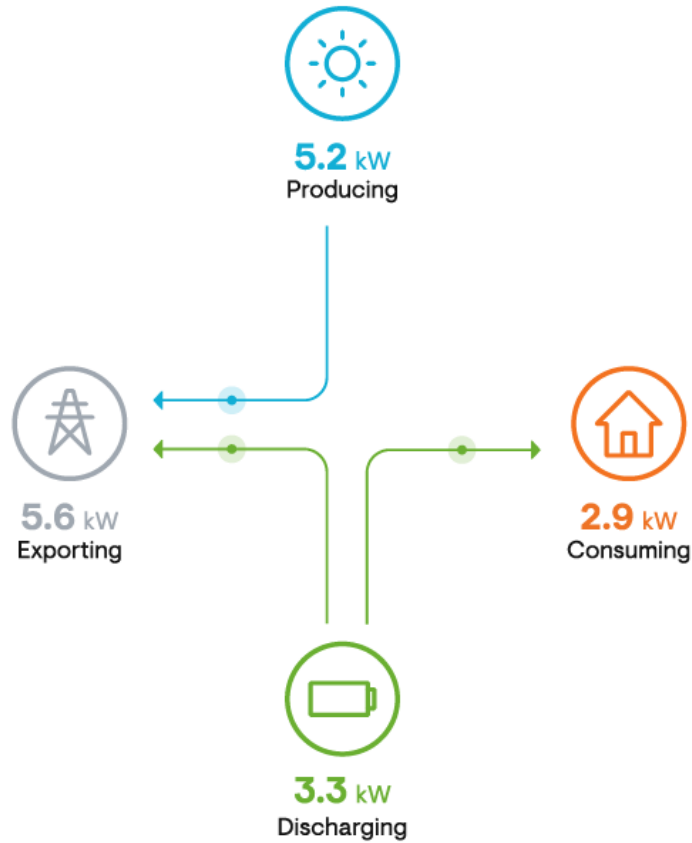 5.2 kW
Producing
5.6 kW
Exporting
2.9 kW
Consuming
3.3 kW
Discharging